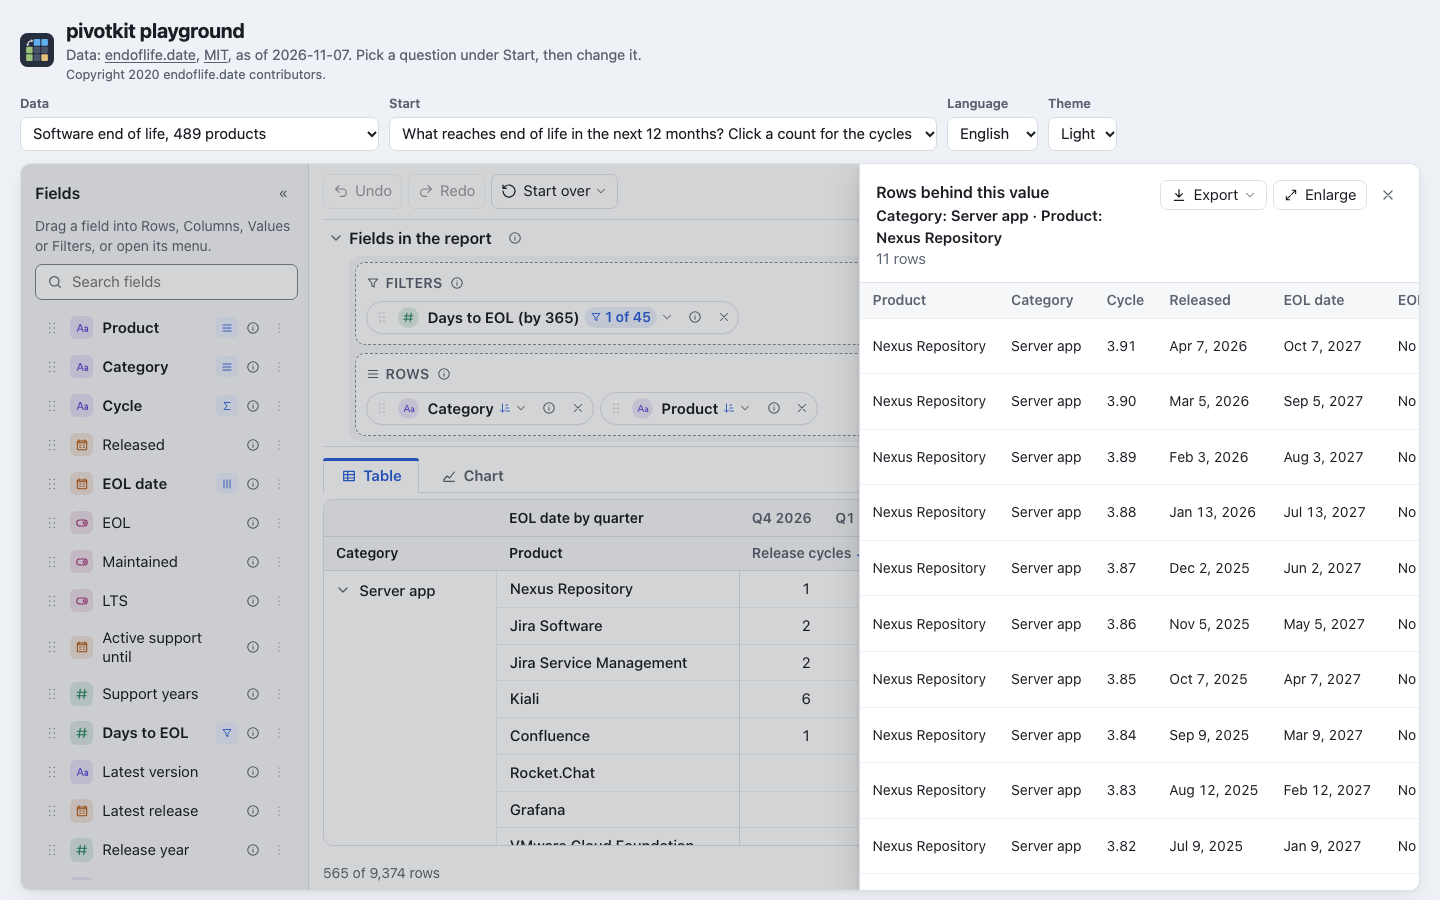 pivotkit playground
Data: endoflife.date, MIT, as of 2026-11-07. Pick a question under Start, then change it.
Copyright 2020 endoflife.date contributors.
Data
Start
Language
Theme
Software end of life, 489 products
What reaches end of life in the next 12 months? Click a count for the cycles
English
Light
Fields
«
Drag a field into Rows, Columns, Values
or Filters, or open its menu.
Search fields
Aa Product
Aa Category
Aa Cycle Σ
Released
EOL date
EOL
Maintained
LTS
Active support
until
# Support years
# Days to EOL
Aa Latest version
Latest release
# Release year
Undo
Redo
Start over
Fields in the report
FILTERS
# Days to EOL (by 365) 1 of 45
ROWS
Aa Category
Aa Product
Table
Chart
EOL date by quarter Q4 2026 Q1
Category Product Release cycles
Server app Nexus Repository 1
Jira Software 2
Jira Service Management 2
Kiali 6
Confluence 1
Rocket.Chat
Grafana
VMware Cloud Foundation
565 of 9,374 rows
Rows behind this value
Category: Server app · Product:
Nexus Repository
11 rows
Export
Enlarge
Product Category Cycle Released EOL date EOL
Nexus Repository Server app 3.91 Apr 7, 2026 Oct 7, 2027 No
Nexus Repository Server app 3.90 Mar 5, 2026 Sep 5, 2027 No
Nexus Repository Server app 3.89 Feb 3, 2026 Aug 3, 2027 No
Nexus Repository Server app 3.88 Jan 13, 2026 Jul 13, 2027 No
Nexus Repository Server app 3.87 Dec 2, 2025 Jun 2, 2027 No
Nexus Repository Server app 3.86 Nov 5, 2025 May 5, 2027 No
Nexus Repository Server app 3.85 Oct 7, 2025 Apr 7, 2027 No
Nexus Repository Server app 3.84 Sep 9, 2025 Mar 9, 2027 No
Nexus Repository Server app 3.83 Aug 12, 2025 Feb 12, 2027 No
Nexus Repository Server app 3.82 Jul 9, 2025 Jan 9, 2027 No